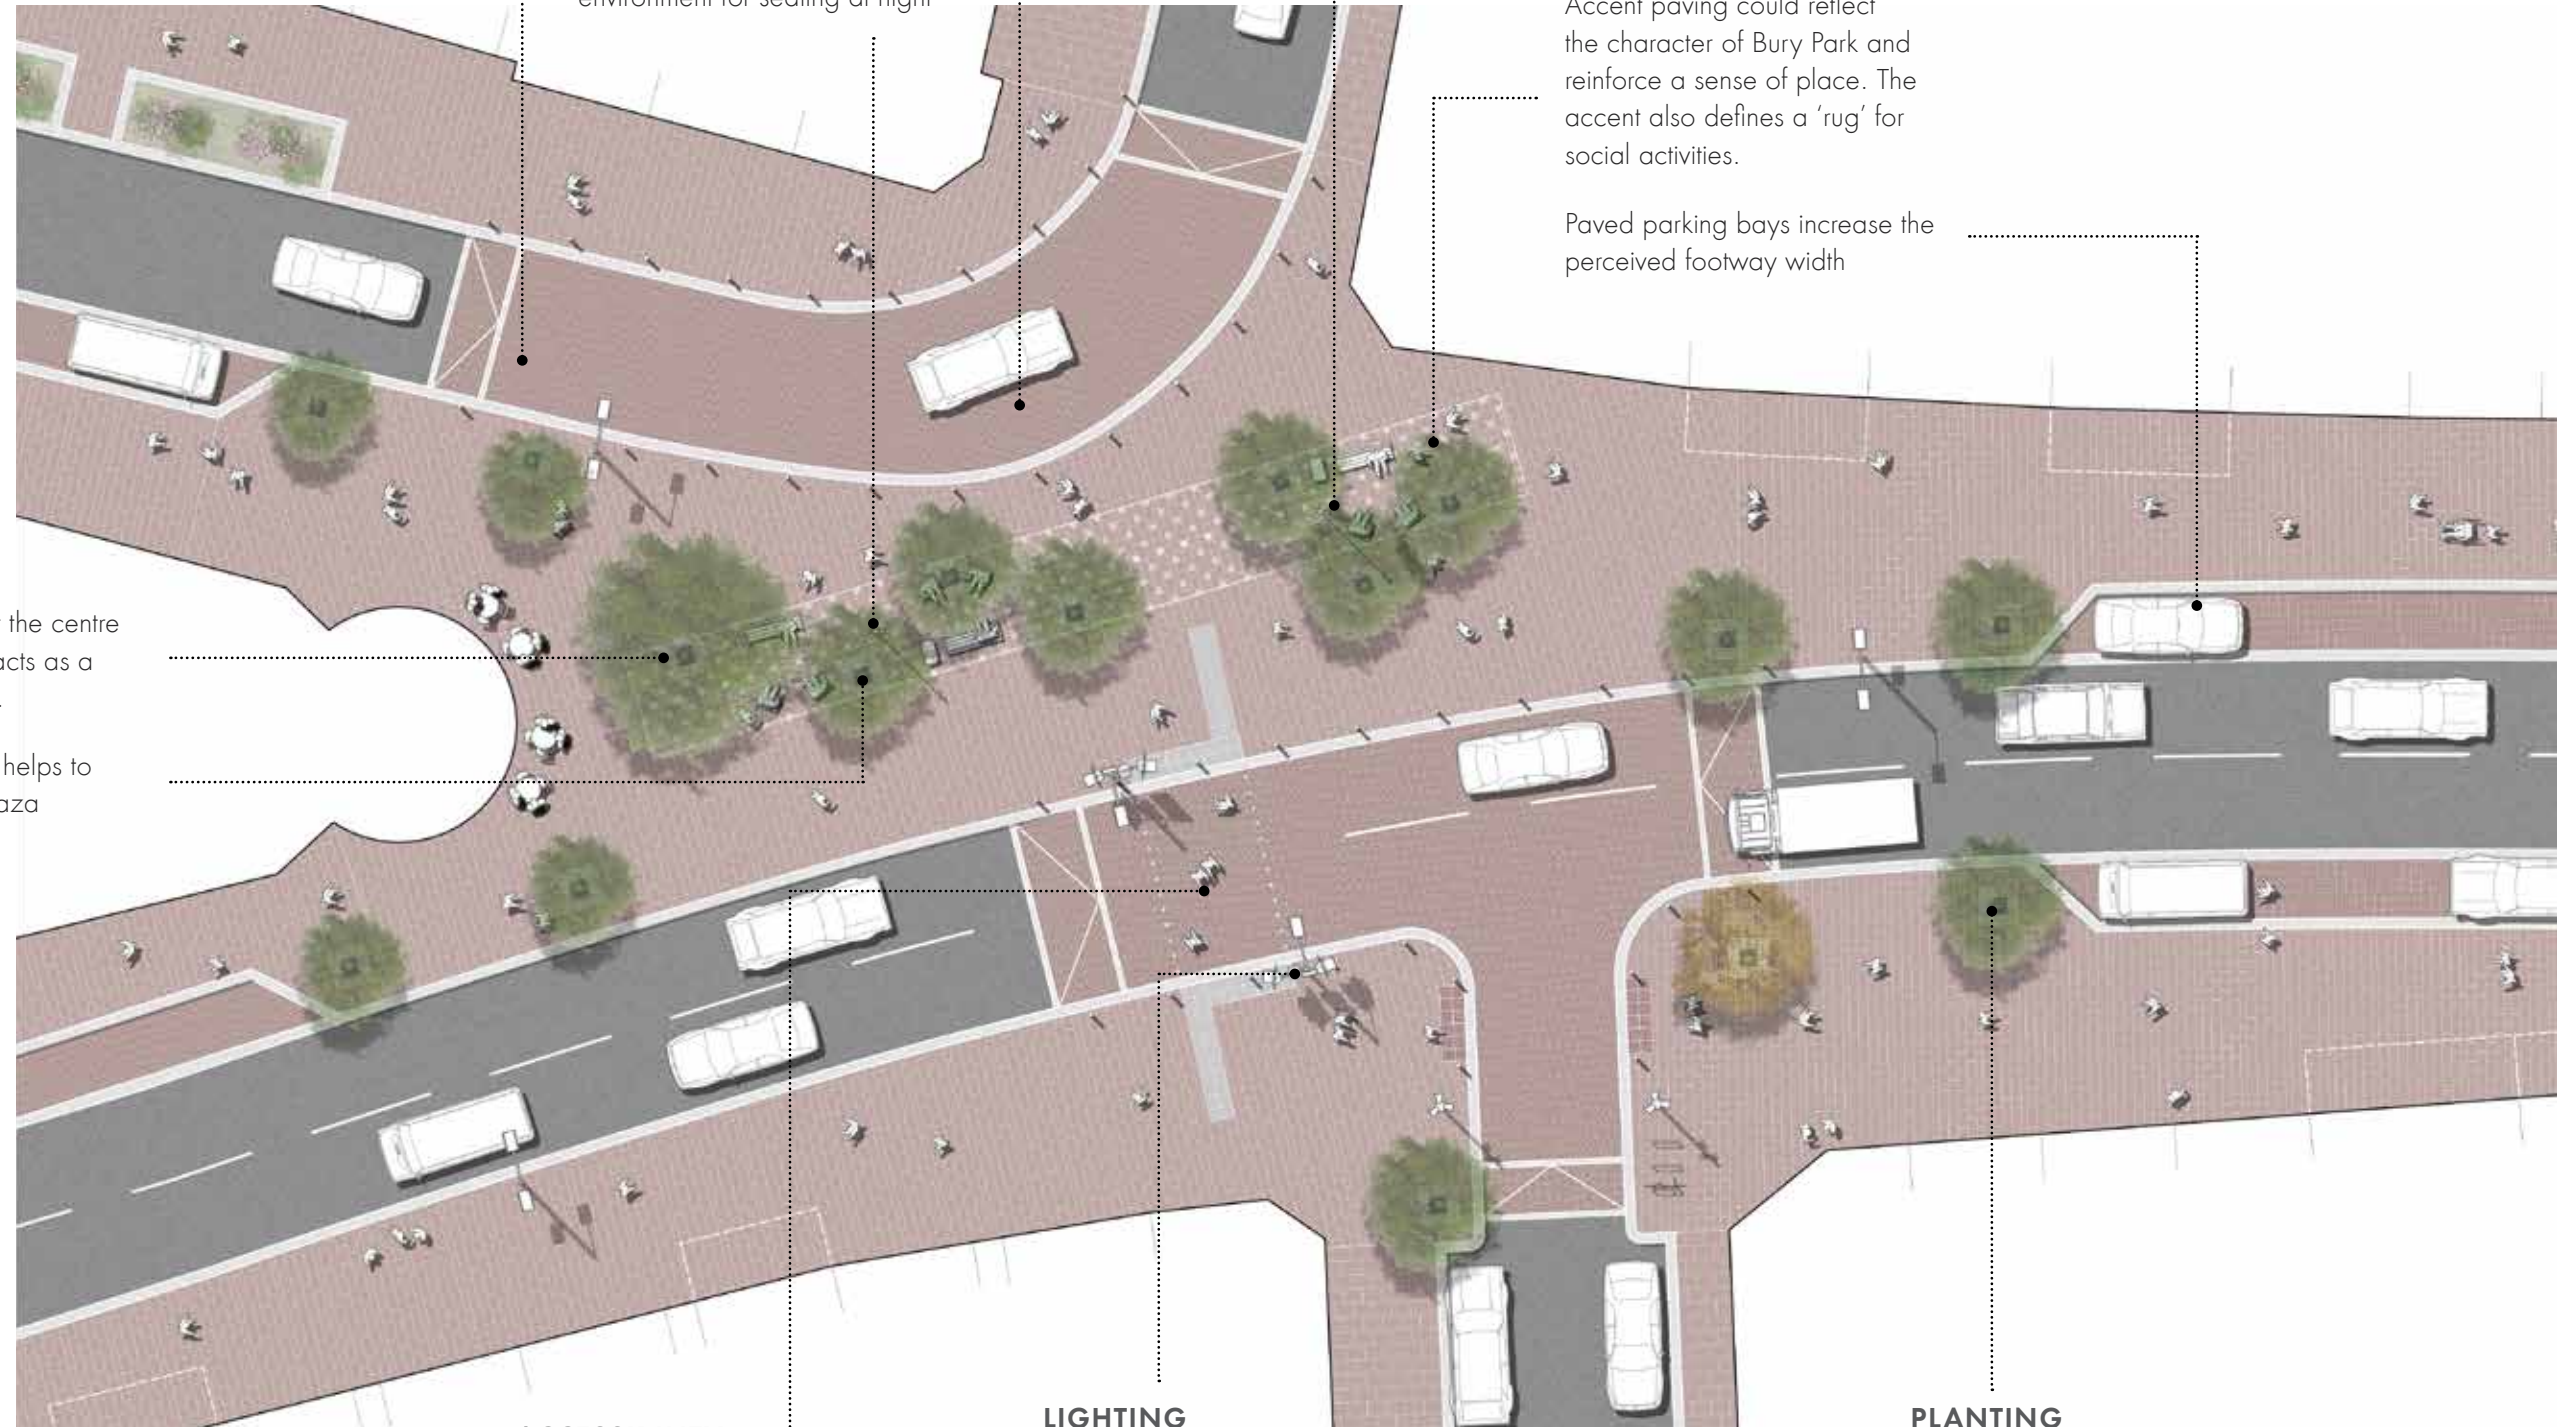 environment for seating at night
Accent paving could reflect
the character of Bury Park and
reinforce a sense of place. The
accent also defines a ‘rug’ for
social activities.
Paved parking bays increase the
perceived footway width
the centre
acts as a
helps to
aza
LIGHTING
PLANTING